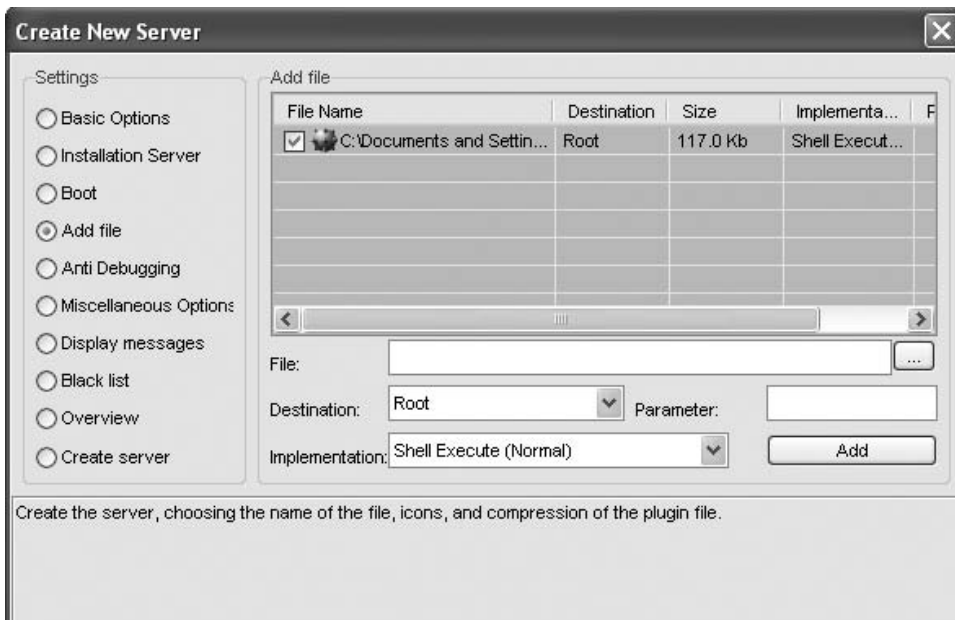 Create New Server
Settings
Basic Options
Installation Server
Boot
Add file
Anti Debugging
Miscellaneous Options
Display messages
Black list
Overview
Create server
Add file
File Name Destination Size Implementa... F
C:\Documents and Settin... Root 117.0 Kb Shell Execut...
File: ...
Destination: Root Parameter:
Implementation: Shell Execute (Normal) Add
Create the server, choosing the name of the file, icons, and compression of the plugin file.